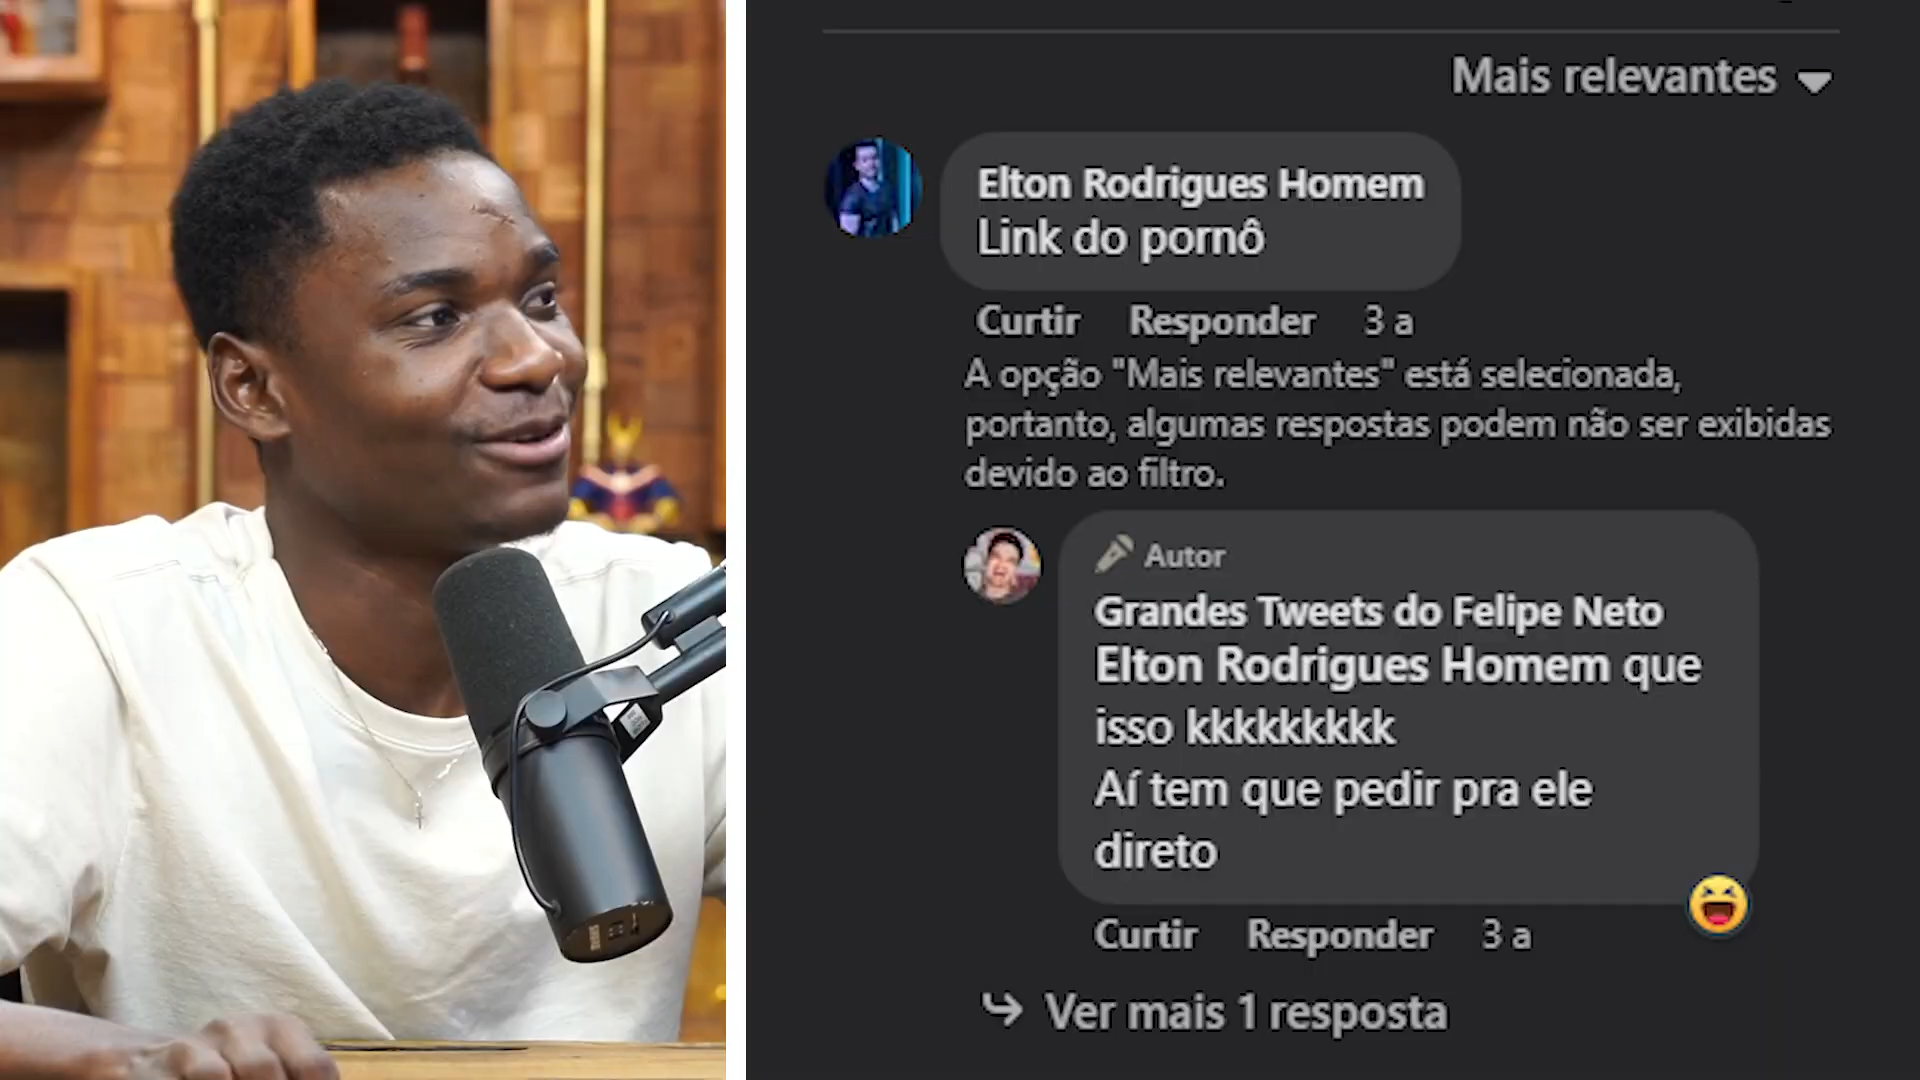 Mais relevantes
Elton Rodrigues Homem
Link do pornô
Curtir Responder 3 a
A opção "Mais relevantes" está selecionada,
portanto, algumas respostas podem não ser exibidas
devido ao filtro.
Autor
Grandes Tweets do Felipe Neto
Elton Rodrigues Homem que
isso kkkkkkkkk
Aí tem que pedir pra ele
direto
Curtir Responder 3 a
Ver mais 1 resposta